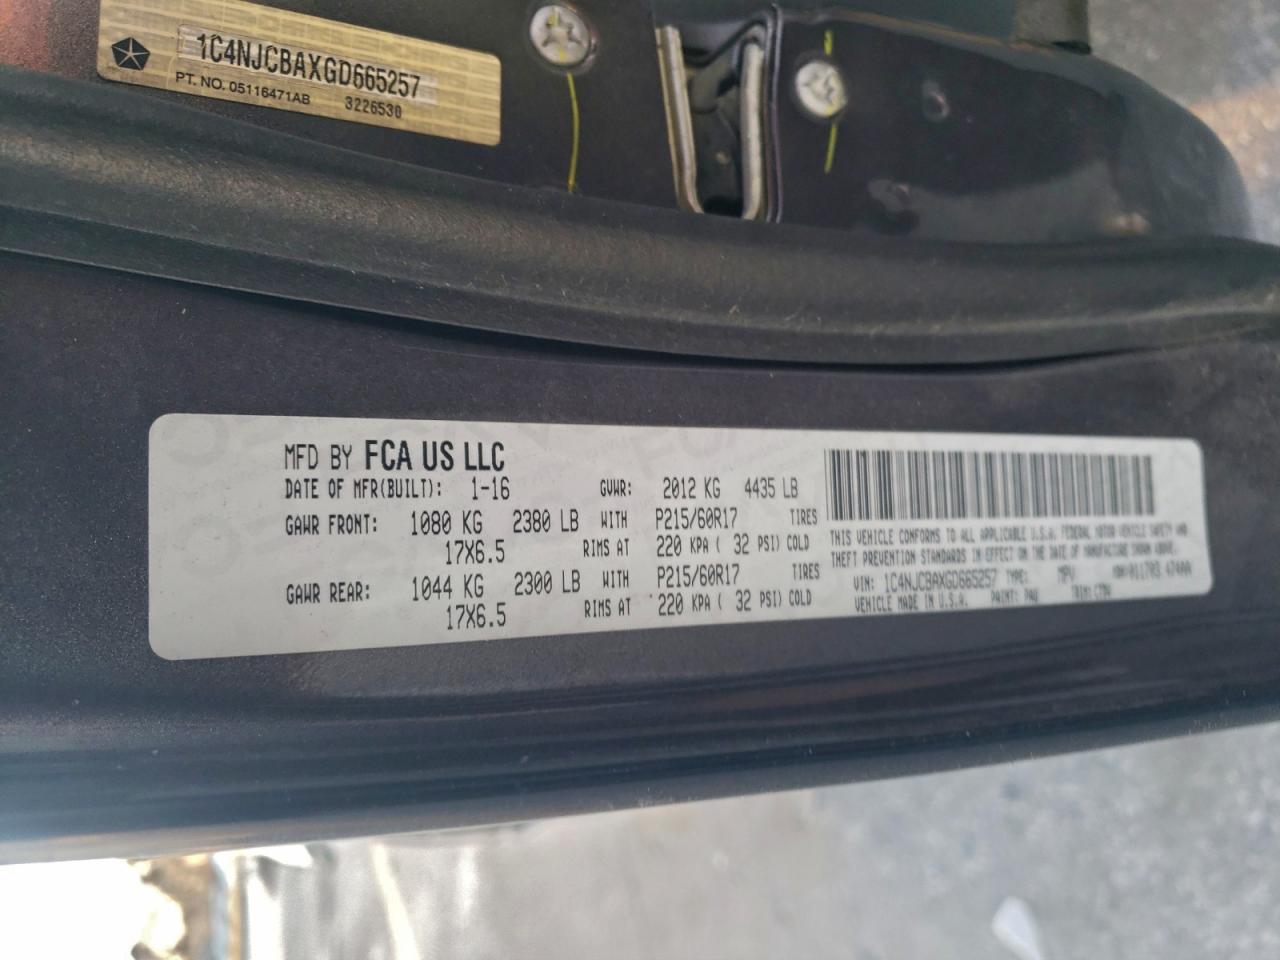 1C4NJCBAXGD665257
PT. NO. 05116471AB 3226530
MFD BY FCA US LLC
DATE OF MFR(BUILT): 1-16 GVWR: 2012 KG 4435 LB
GAWR FRONT: 1080 KG 2380 LB WITH P215/60R17 TIRES
17X6.5 RIMS AT 220 KPA ( 32 PSI) COLD
GAWR REAR: 1044 KG 2300 LB WITH P215/60R17 TIRES
17X6.5 RIMS AT 220 KPA ( 32 PSI) COLD
THIS VEHICLE CONFORMS TO ALL APPLICABLE U.S.A. FEDERAL MOTOR VEHICLE SAFETY AND
THEFT PREVENTION STANDARDS IN EFFECT ON THE DATE OF MANUFACTURE SHOWN ABOVE.
VIN: 1C4NJCBAXGD665257 TYPE: MPV
VEHICLE MADE IN U.S.A. PAINT: PAU TRIM: